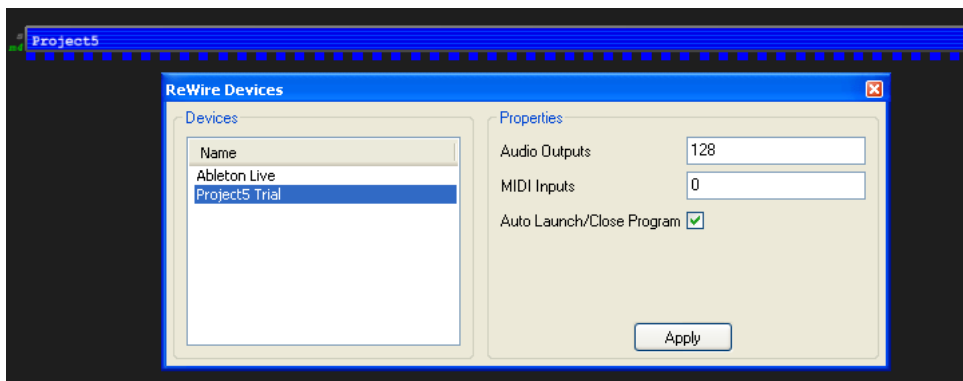 Project5
ReWire Devices
Devices
Name
Ableton Live
Project5 Trial
Properties
Audio Outputs 128
MIDI Inputs 0
Auto Launch/Close Program
Apply